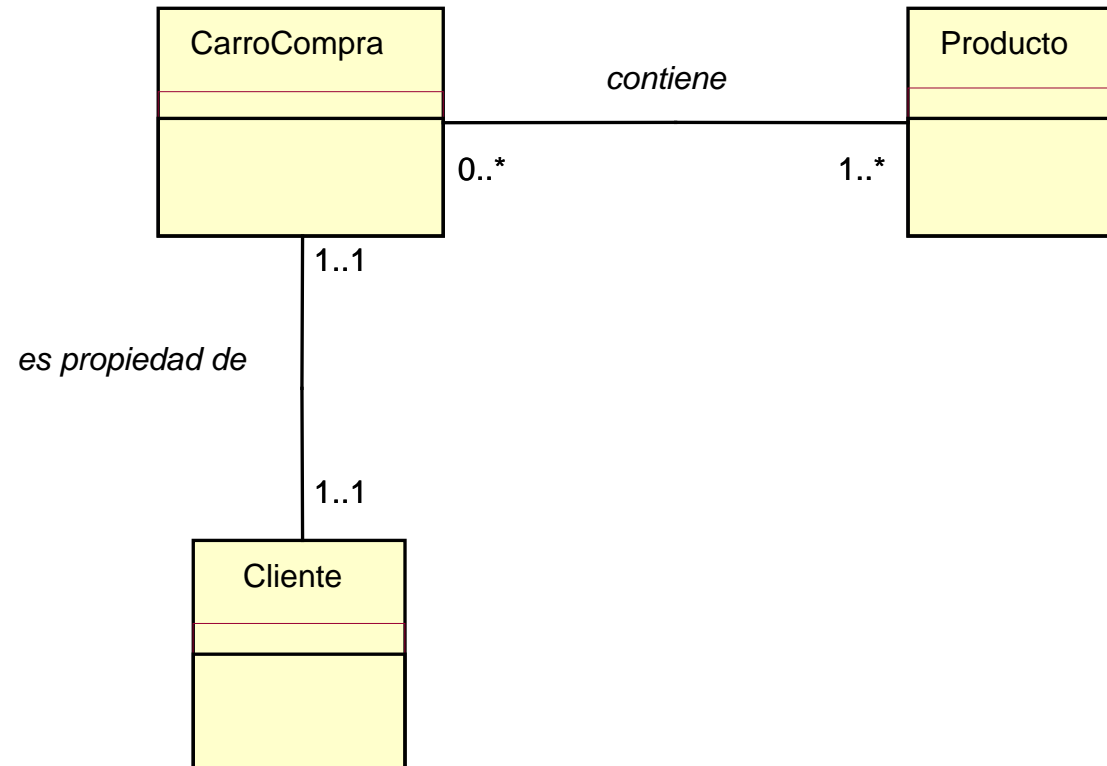 CarroCompra
Producto
contiene
0..*
1..*
1..1
es propiedad de
1..1
Cliente